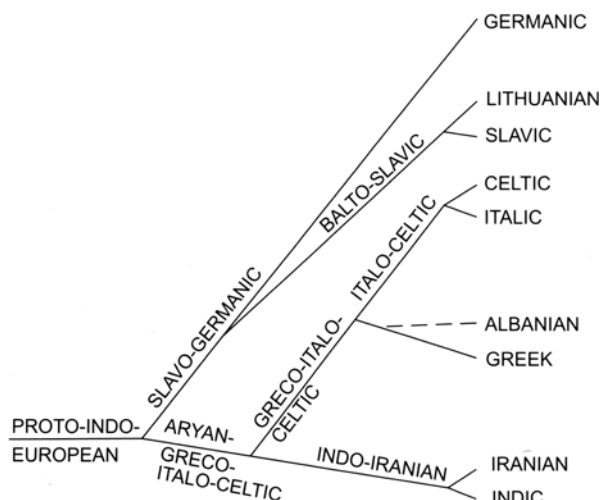 GERMANIC
LITHUANIAN
BALTO-SLAVIC
SLAVIC
CELTIC
ITALO-CELTIC
ITALIC
SLAVO-GERMANIC
ALBANIAN
GRECO-ITALO-
CELTIC
GREEK
PROTO-INDO-
EUROPEAN
ARYAN-
GRECO-
ITALO-CELTIC
INDO-IRANIAN
IRANIAN
INDIC